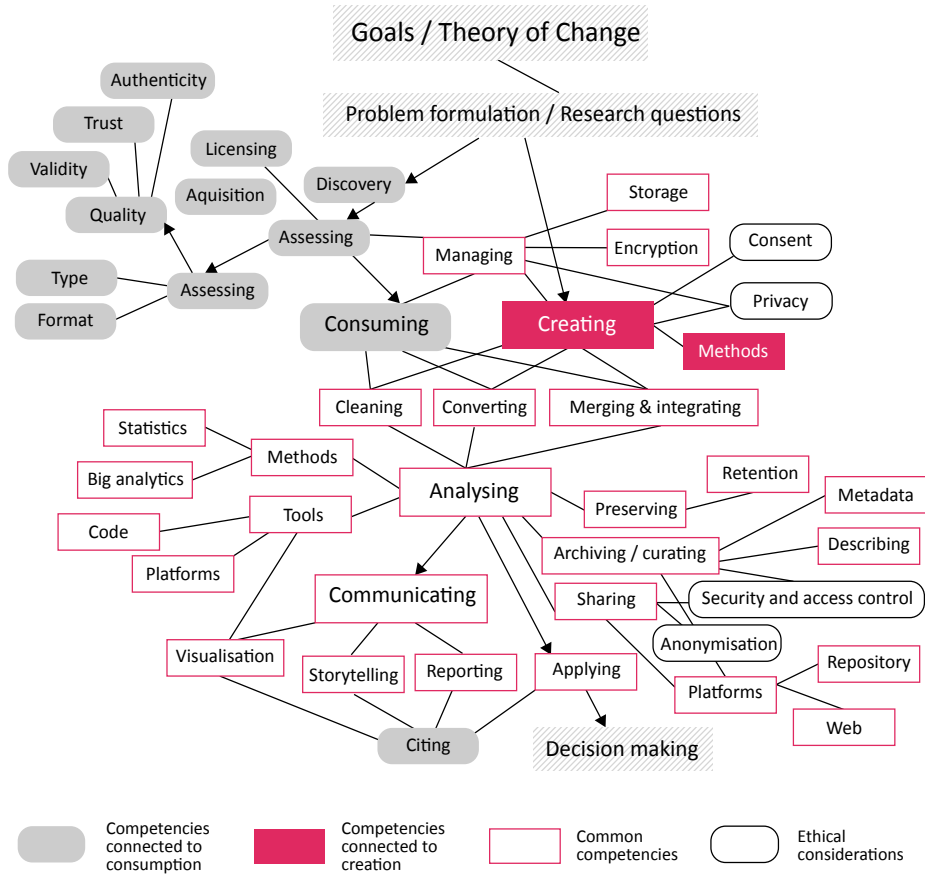 Goals / Theory of Change
Problem formulation / Research questions
Authenticity
Trust
Licensing
Validity
Aquisition
Discovery
Quality
Storage
Assessing
Managing
Encryption
Consent
Type
Assessing
Privacy
Format
Consuming
Creating
Methods
Cleaning
Converting
Merging & integrating
Statistics
Methods
Big analytics
Analysing
Retention
Metadata
Code
Tools
Preserving
Platforms
Archiving / curating
Describing
Communicating
Sharing
Security and access control
Visualisation
Anonymisation
Storytelling
Reporting
Applying
Platforms
Repository
Web
Citing
Decision making
Competencies
connected to
consumption
Competencies
connected to
creation
Common
competencies
Ethical
considerations